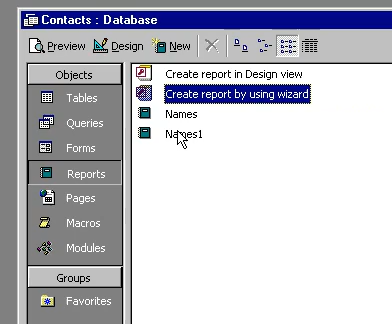 Contacts : Database
Preview Design New
Objects
Tables
Queries
Forms
Reports
Pages
Macros
Modules
Groups
Favorites
Create report in Design view
Create report by using wizard
Names
Names1